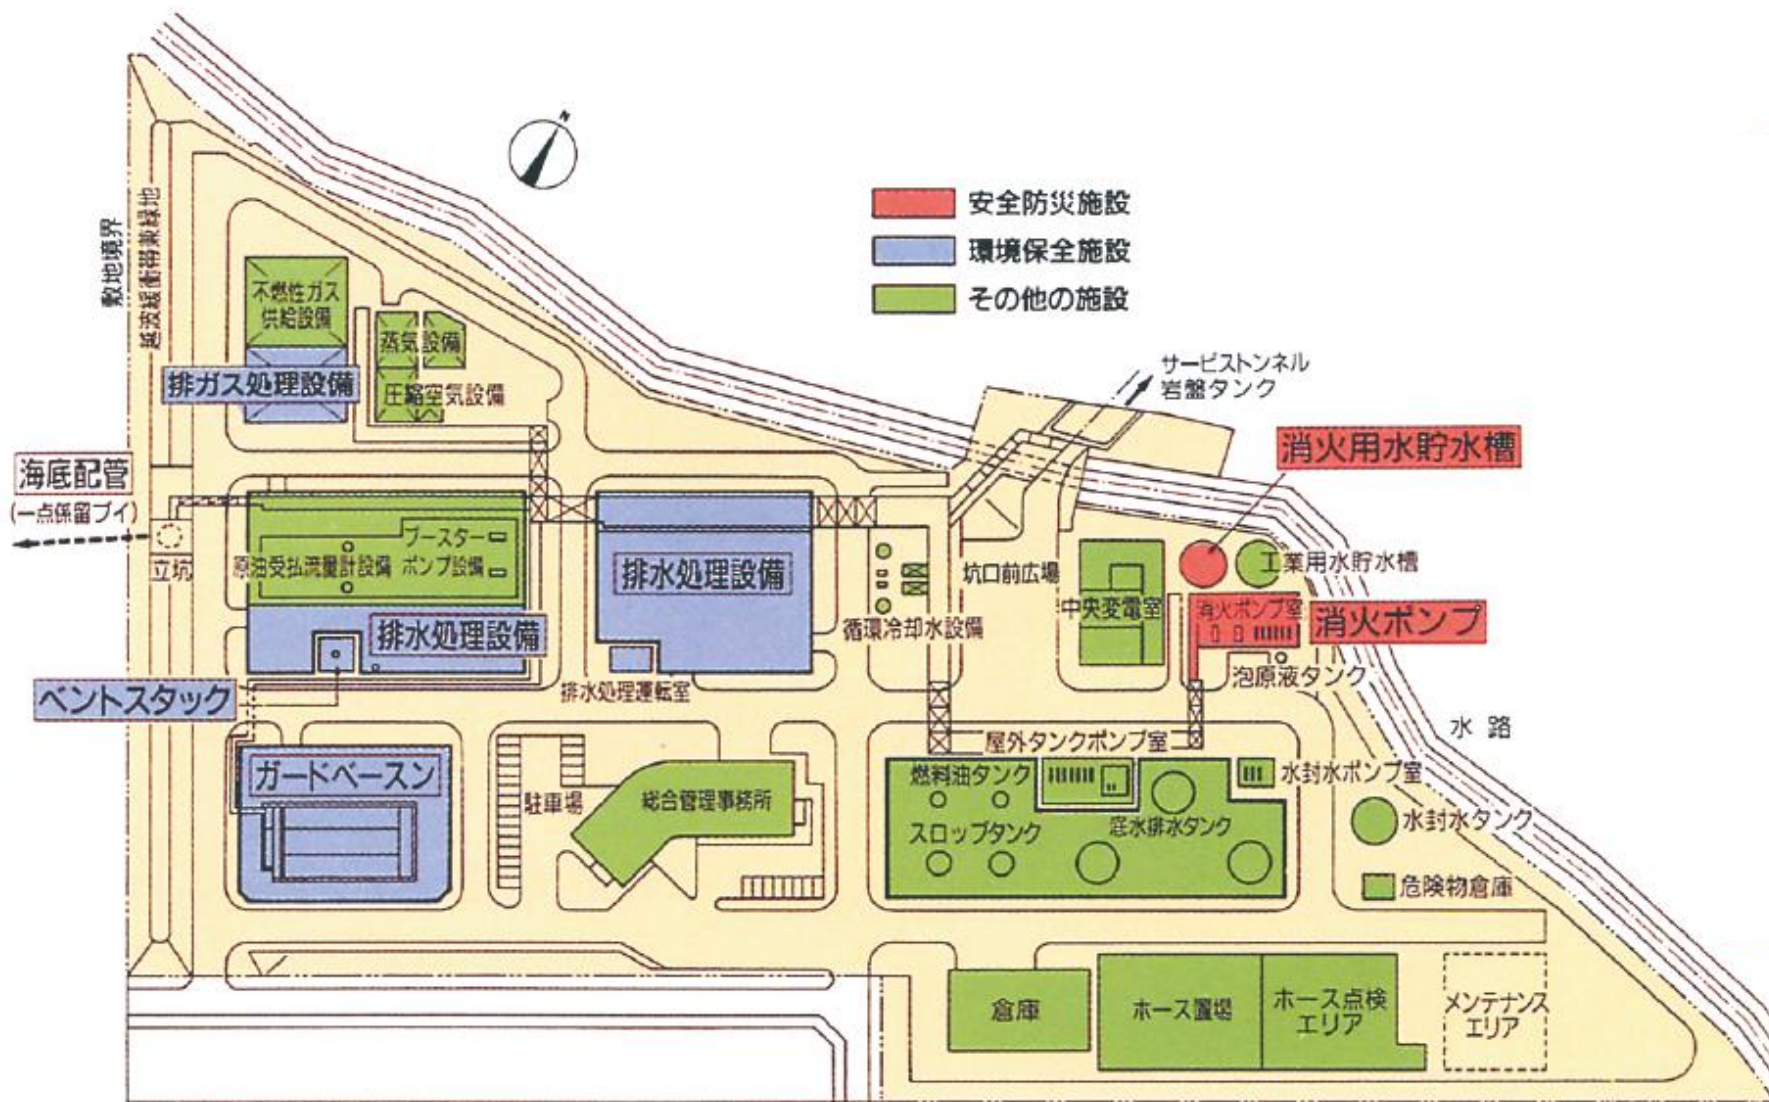 N
安全防災施設
環境保全施設
その他の施設
敷地境界
越波緩衝帯兼緑地
不燃性ガス
供給設備
蒸気設備
排ガス処理設備
圧縮空気設備
サービストンネル
岩盤タンク
消火用水貯水槽
海底配管
(一点係留ブイ)
立坑
ブースター
原油受払流量計設備
ポンプ設備
排水処理設備
坑口前広場
工業用水貯水槽
中央変電室
消火ポンプ室
消火ポンプ
排水処理設備
循環冷却水設備
泡原液タンク
ベントスタック
排水処理運転室
水路
屋外タンクポンプ室
ガードベースン
駐車場
総合管理事務所
燃料油タンク
水封水ポンプ室
スロップタンク
底水排水タンク
水封水タンク
危険物倉庫
倉庫
ホース置場
ホース点検
エリア
メンテナンス
エリア